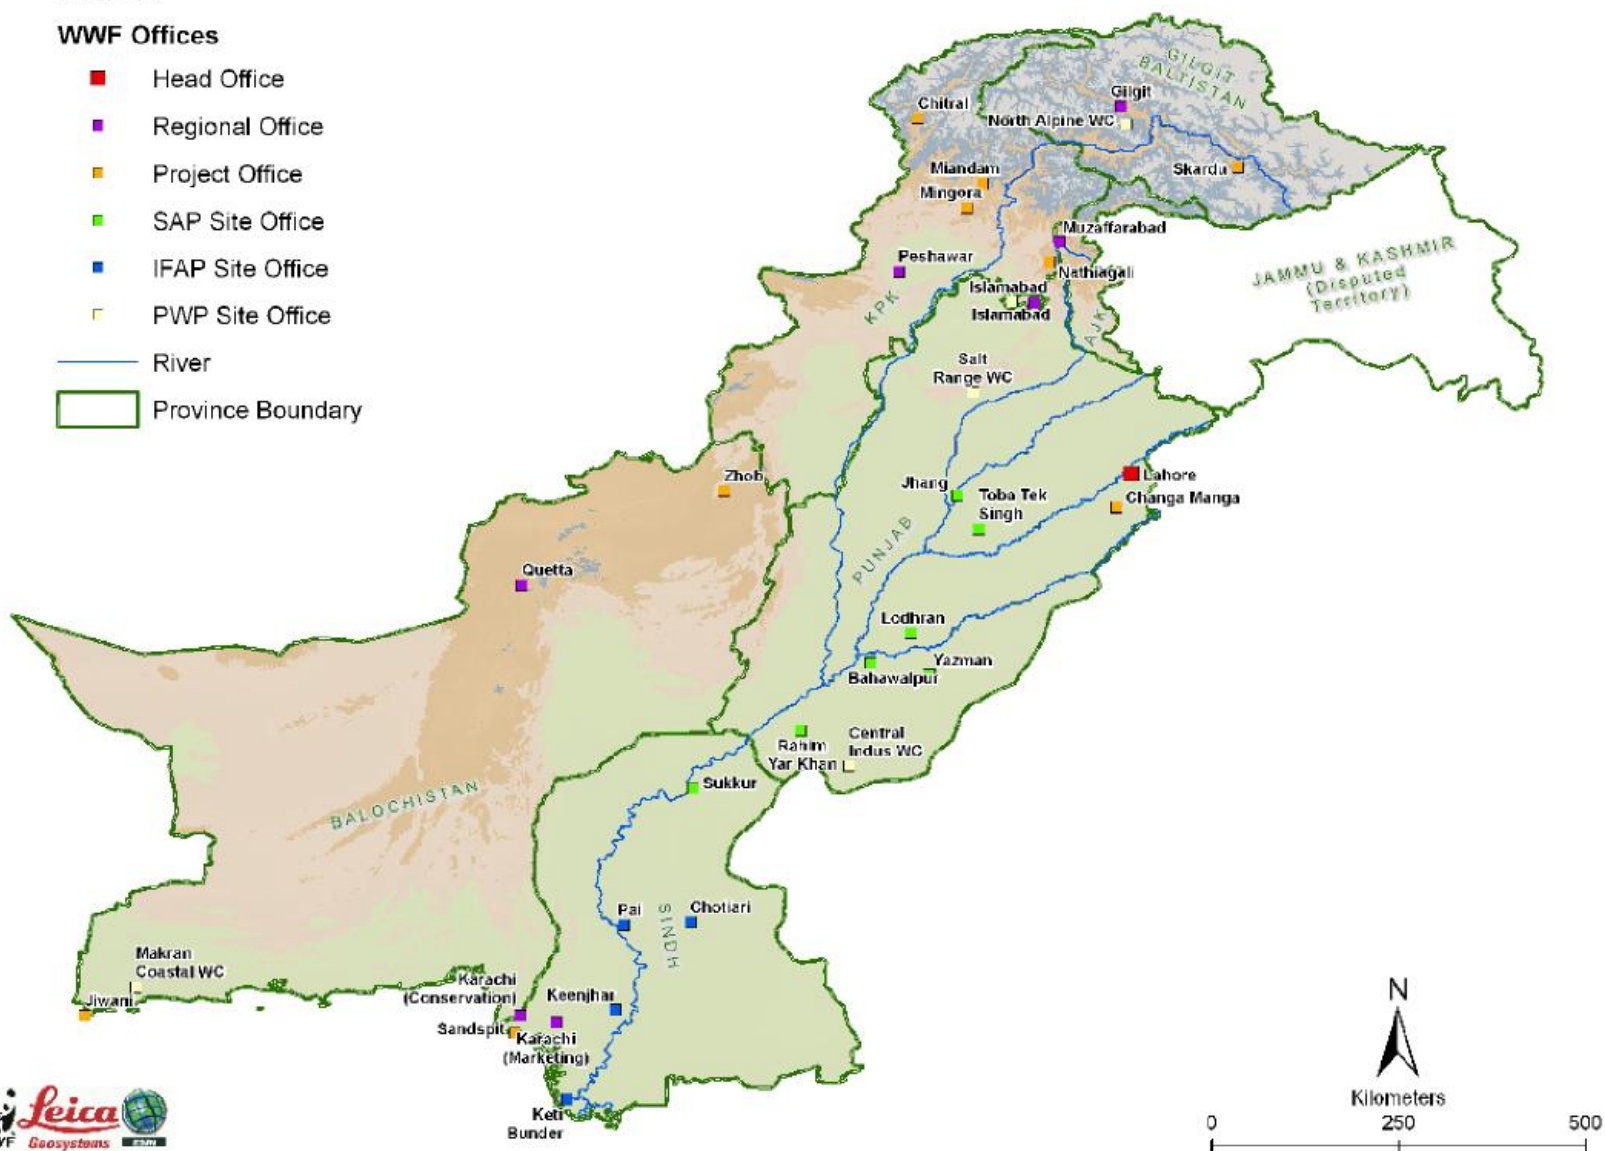 WWF Offices
Head Office
Regional Office
Project Office
SAP Site Office
IFAP Site Office
PWP Site Office
River
Province Boundary
GILGIT
BALTISTAN
Chitral
Gilgit
North Alpine WC
Skardu
Miandam
Mingora
Muzaffarabad
Peshawar
Nathiagali
Islamabad
Islamabad
KPK
AJK
JAMMU & KASHMIR
(Disputed
Territory)
Salt
Range WC
Zhob
Jhang
Toba Tek
Singh
Lahore
Changa Manga
PUNJAB
Quetta
Lodhran
Yazman
Bahawalpur
Rahim
Yar Khan
Central
Indus WC
Sukkur
BALOCHISTAN
Pai
Chotiari
SINDH
Makran
Coastal WC
Jiwani
Karachi
(Conservation)
Keenjhar
Sandspit
Karachi
(Marketing)
Keti
Bunder
N
Kilometers
0 250 500
Leica
Geosystems